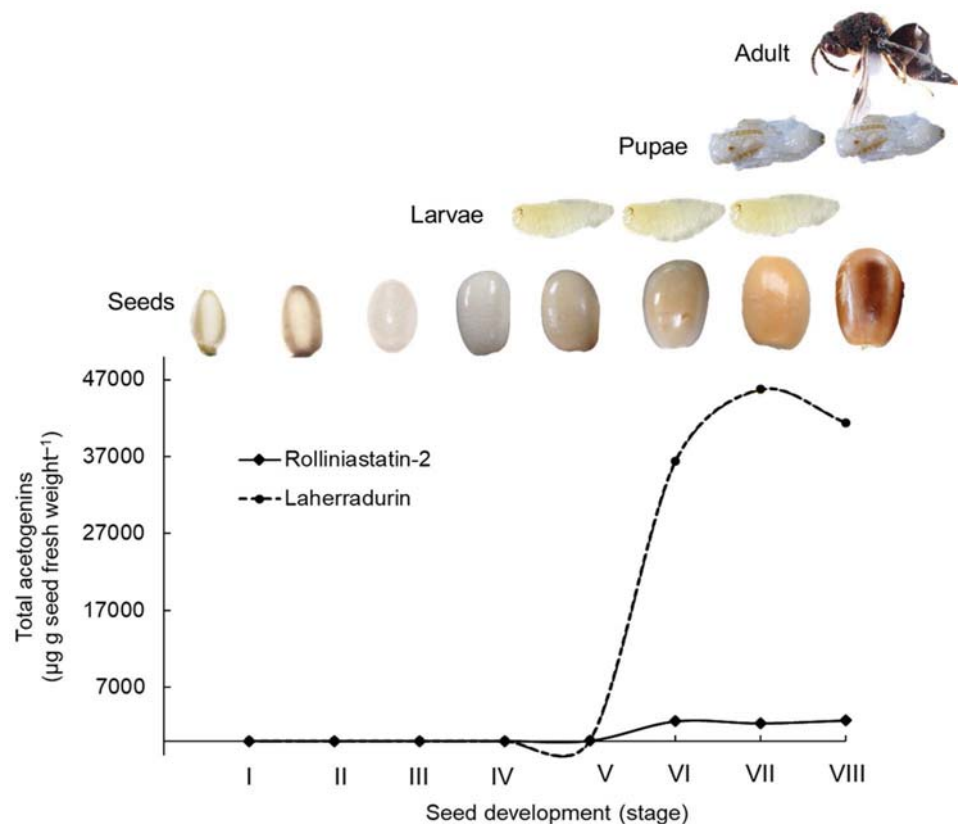 Adult
Pupae
Larvae
Seeds
47000
37000
27000
17000
7000
Total acetogenins
(µg g seed fresh weight⁻¹)
Rolliniastatin-2
Laherradurin
I II III IV V VI VII VIII
Seed development (stage)